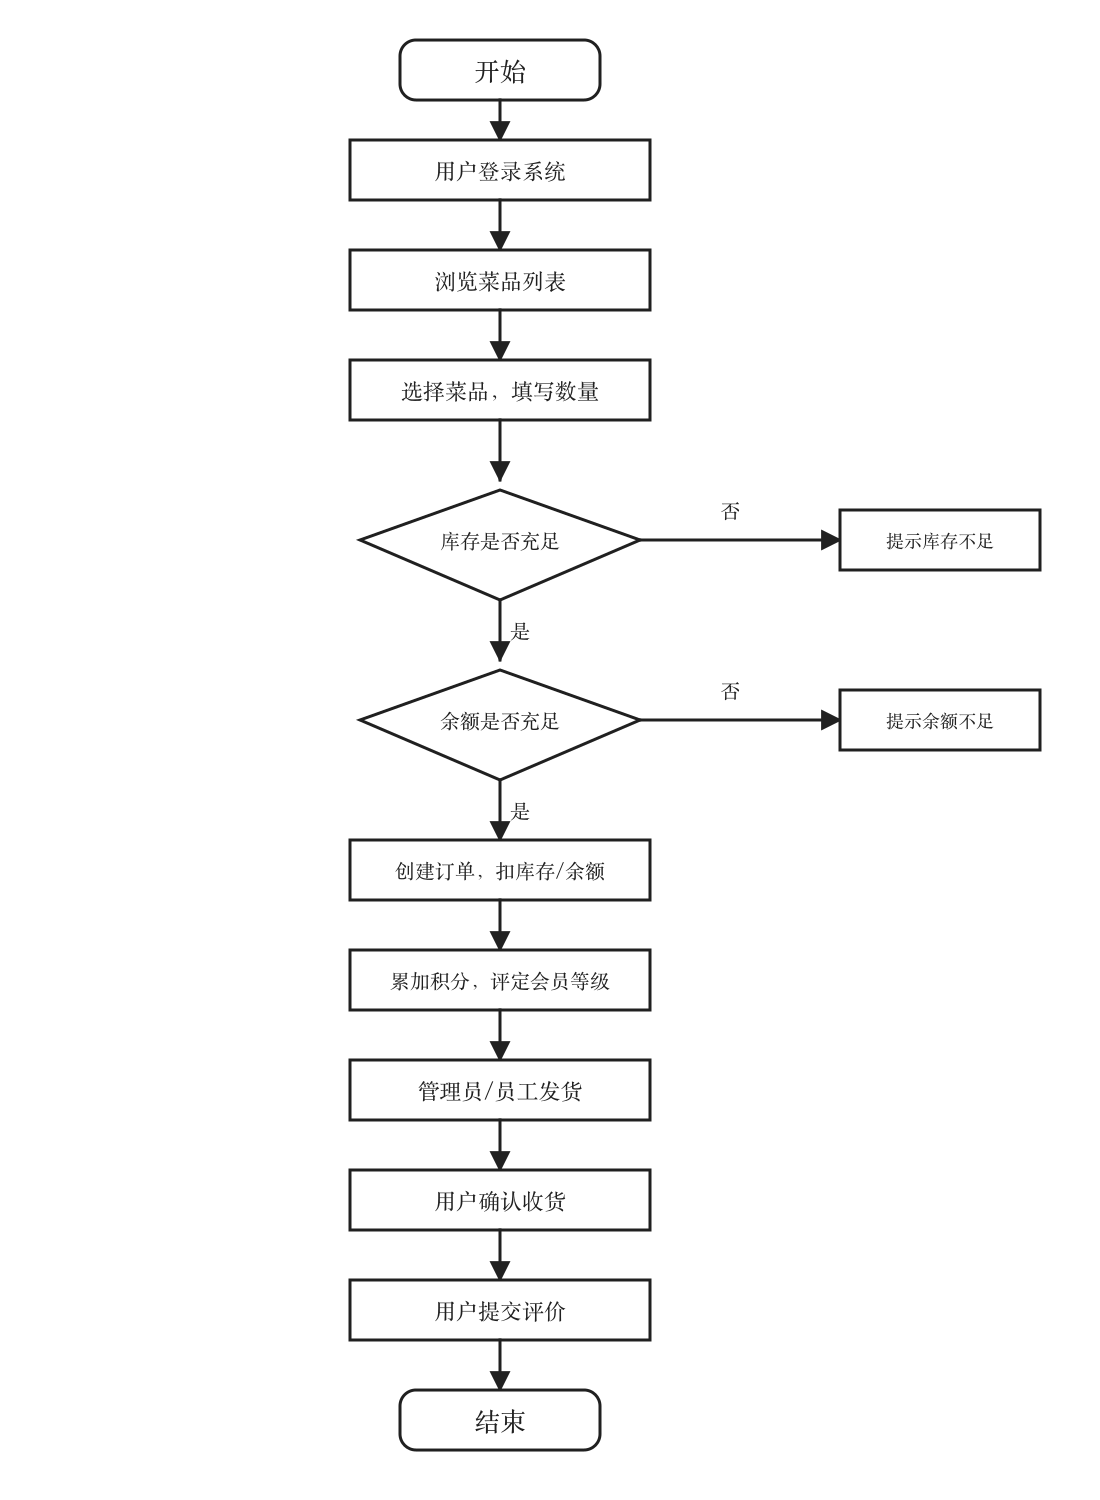 开始
用户登录系统
浏览菜品列表
选择菜品，填写数量
否
库存是否充足
提示库存不足
是
否
余额是否充足
提示余额不足
是
创建订单，扣库存/余额
累加积分，评定会员等级
管理员/员工发货
用户确认收货
用户提交评价
结束